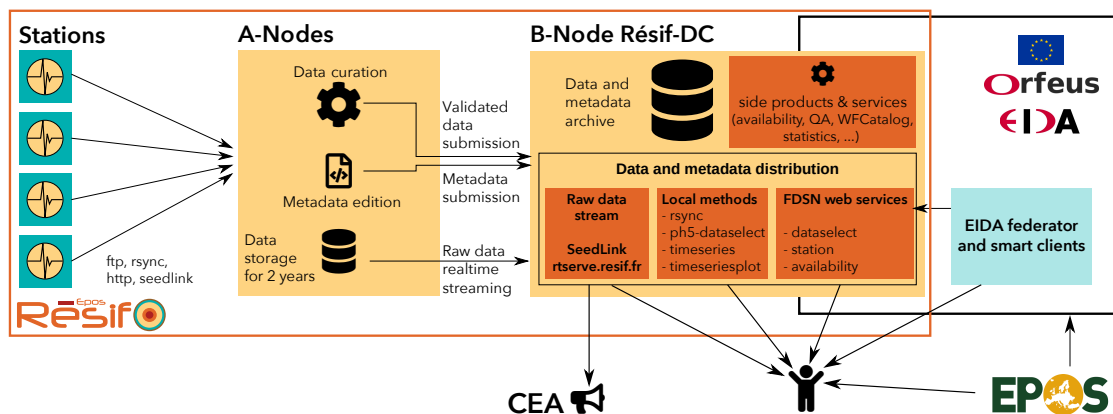 Stations
ftp, rsync,
http, seedlink
Epos
Rēsif
A-Nodes
Data curation
Metadata edition
Data
storage
for 2 years
Validated
data
submission
Metadata
submission
Raw data
realtime
streaming
B-Node Résif-DC
Data and
metadata
archive
side products & services
(availability, QA, WFCatalog,
statistics, ...)
Data and metadata distribution
Raw data
stream
SeedLink
rtserve.resif.fr
Local methods
- rsync
- ph5-dataselect
- timeseries
- timeseriesplot
FDSN web services
- dataselect
- station
- availability
Orfeus
EIDA
EIDA federator
and smart clients
CEA
EPOS